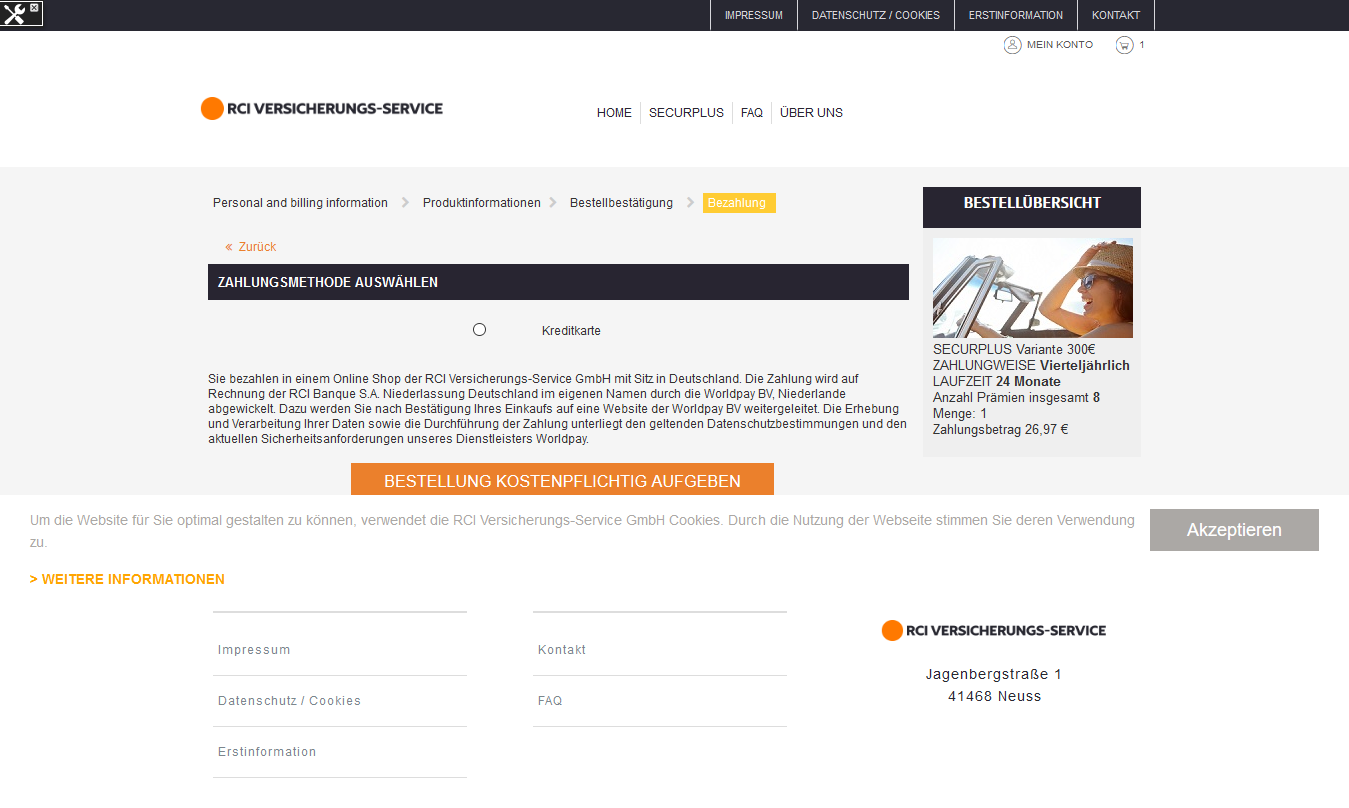 IMPRESSUM DATENSCHUTZ / COOKIES ERSTINFORMATION KONTAKT
MEIN KONTO 1
RCI VERSICHERUNGS-SERVICE
HOME SECURPLUS FAQ ÜBER UNS
Personal and billing information Produktinformationen Bestellbestätigung Bezahlung
« Zurück
ZAHLUNGSMETHODE AUSWÄHLEN
Kreditkarte
Sie bezahlen in einem Online Shop der RCI Versicherungs-Service GmbH mit Sitz in Deutschland. Die Zahlung wird auf
Rechnung der RCI Banque S.A. Niederlassung Deutschland im eigenen Namen durch die Worldpay BV, Niederlande
abgewickelt. Dazu werden Sie nach Bestätigung Ihres Einkaufs auf eine Website der Worldpay BV weitergeleitet. Die Erhebung
und Verarbeitung Ihrer Daten sowie die Durchführung der Zahlung unterliegt den geltenden Datenschutzbestimmungen und den
aktuellen Sicherheitsanforderungen unseres Dienstleisters Worldpay.
BESTELLUNG KOSTENPFLICHTIG AUFGEBEN
BESTELLÜBERSICHT
SECURPLUS Variante 300€
ZAHLUNGWEISE Vierteljährlich
LAUFZEIT 24 Monate
Anzahl Prämien insgesamt 8
Menge: 1
Zahlungsbetrag 26,97 €
Um die Website für Sie optimal gestalten zu können, verwendet die RCI Versicherungs-Service GmbH Cookies. Durch die Nutzung der Webseite stimmen Sie deren Verwendung
zu.
> WEITERE INFORMATIONEN
Akzeptieren
Impressum
Datenschutz / Cookies
Erstinformation
Kontakt
FAQ
RCI VERSICHERUNGS-SERVICE
Jagenbergstraße 1
41468 Neuss